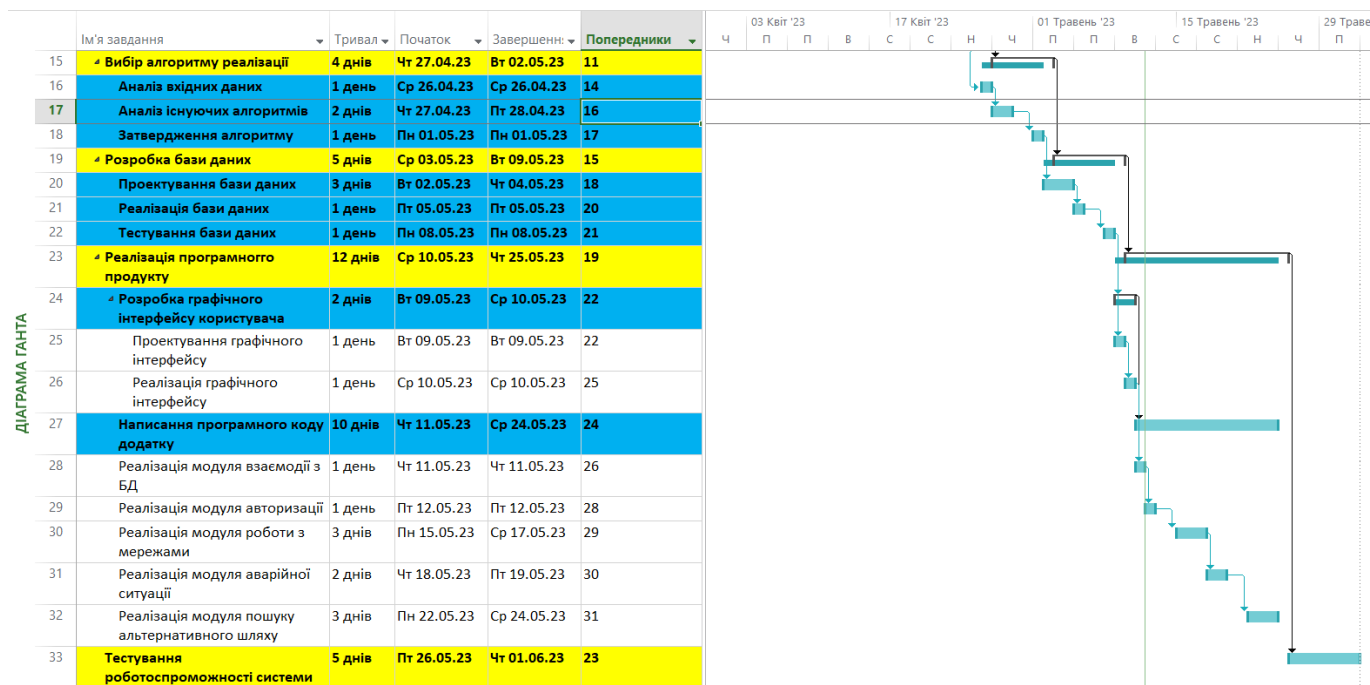 03 Квіт '23 17 Квіт '23 01 Травень '23 15 Травень '23 29 Траве
Ім'я завдання Тривал Початок Завершенн: Попередники Ч П П В С С Н Ч П П В С С Н Ч П
15 Вибір алгоритму реалізації 4 днів Чт 27.04.23 Вт 02.05.23 11
16 Аналіз вхідних даних 1 день Ср 26.04.23 Ср 26.04.23 14
17 Аналіз існуючих алгоритмів 2 днів Чт 27.04.23 Пт 28.04.23 16
18 Затвердження алгоритму 1 день Пн 01.05.23 Пн 01.05.23 17
19 Розробка бази даних 5 днів Ср 03.05.23 Вт 09.05.23 15
20 Проектування бази даних 3 днів Вт 02.05.23 Чт 04.05.23 18
21 Реалізація бази даних 1 день Пт 05.05.23 Пт 05.05.23 20
22 Тестування бази даних 1 день Пн 08.05.23 Пн 08.05.23 21
23 Реалізація програмногго 12 днів Ср 10.05.23 Чт 25.05.23 19
продукту
24 Розробка графічного 2 днів Вт 09.05.23 Ср 10.05.23 22
інтерфейсу користувача
25 Проектування графічного 1 день Вт 09.05.23 Вт 09.05.23 22
інтерфейсу
26 Реалізація графічного 1 день Ср 10.05.23 Ср 10.05.23 25
інтерфейсу
27 Написання програмного коду 10 днів Чт 11.05.23 Ср 24.05.23 24
додатку
28 Реалізація модуля взаємодії з 1 день Чт 11.05.23 Чт 11.05.23 26
БД
29 Реалізація модуля авторизації 1 день Пт 12.05.23 Пт 12.05.23 28
30 Реалізація модуля роботи з 3 днів Пн 15.05.23 Ср 17.05.23 29
мережами
31 Реалізація модуля аварійної 2 днів Чт 18.05.23 Пт 19.05.23 30
ситуації
32 Реалізація модуля пошуку 3 днів Пн 22.05.23 Ср 24.05.23 31
альтернативного шляху
33 Тестування 5 днів Пт 26.05.23 Чт 01.06.23 23
роботоспроможності системи
ДІАГРАМА ГАНТА